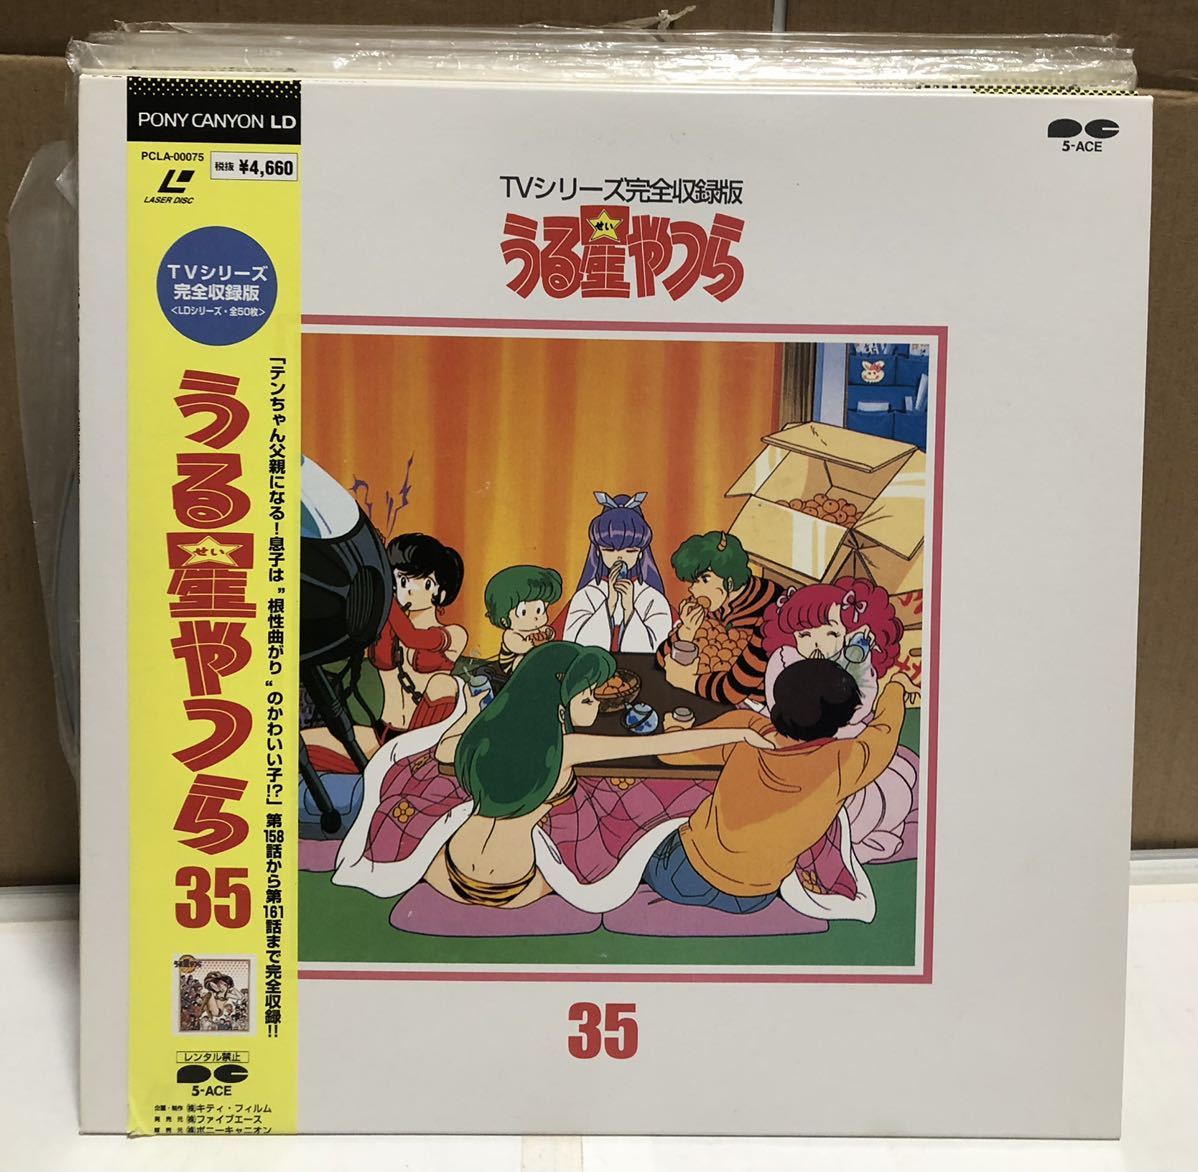 PONY CANYON LD
PCLA-00075
税抜 ¥4,660
LASER DISC
TVシリーズ
完全収録版
<LDシリーズ・全50枚>
うる星やつら
せい
35
「テンちゃん父親になる!息子は”根性曲がり“のかわいい子!?」第158話から第161話まで完全収録!!
レンタル禁止
5-ACE
企画・制作 ㈱キティ・フィルム
発売元 ㈱ファイブエース
販売元 ㈱ポニーキャニオン
5-ACE
TVシリーズ完全収録版
うる星やつら
せい
35